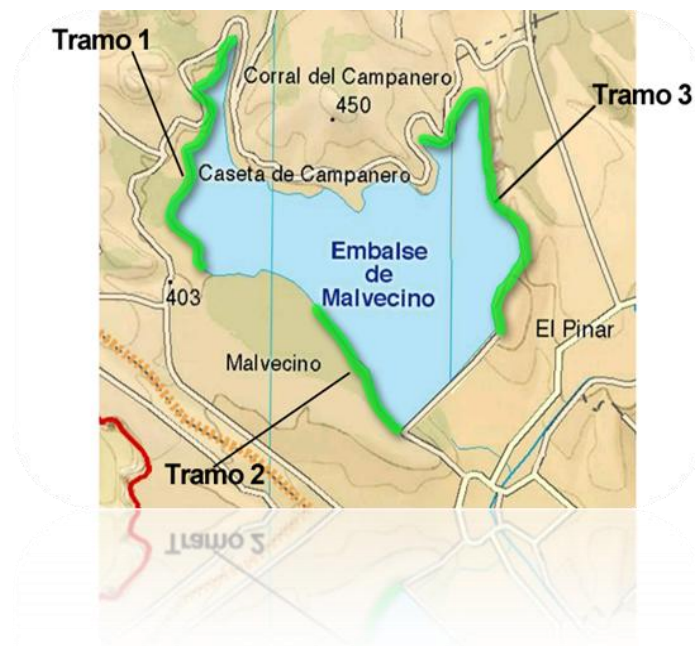 Tramo 1
Corral del Campanero
450
Tramo 3
Caseta de Campanero
Embalse
de
Malvecino
403
El Pinar
Malvecino
Tramo 2
Tramo 2